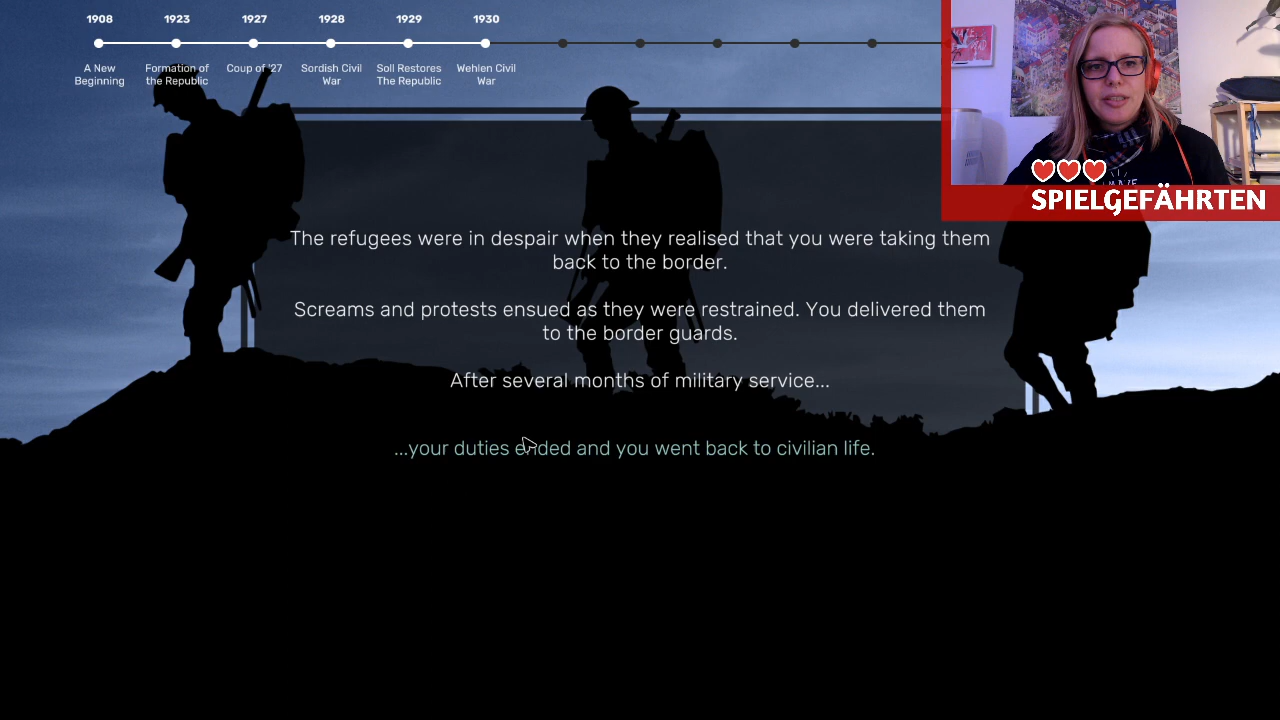 1908 1923 1927 1928 1929 1930
A New Beginning
Formation of the Republic
Coup of '27
Sordish Civil War
Soll Restores The Republic
Wehlen Civil War
SPIELGEFÄHRTEN
The refugees were in despair when they realised that you were taking them
back to the border.
Screams and protests ensued as they were restrained. You delivered them
to the border guards.
After several months of military service...
...your duties ended and you went back to civilian life.